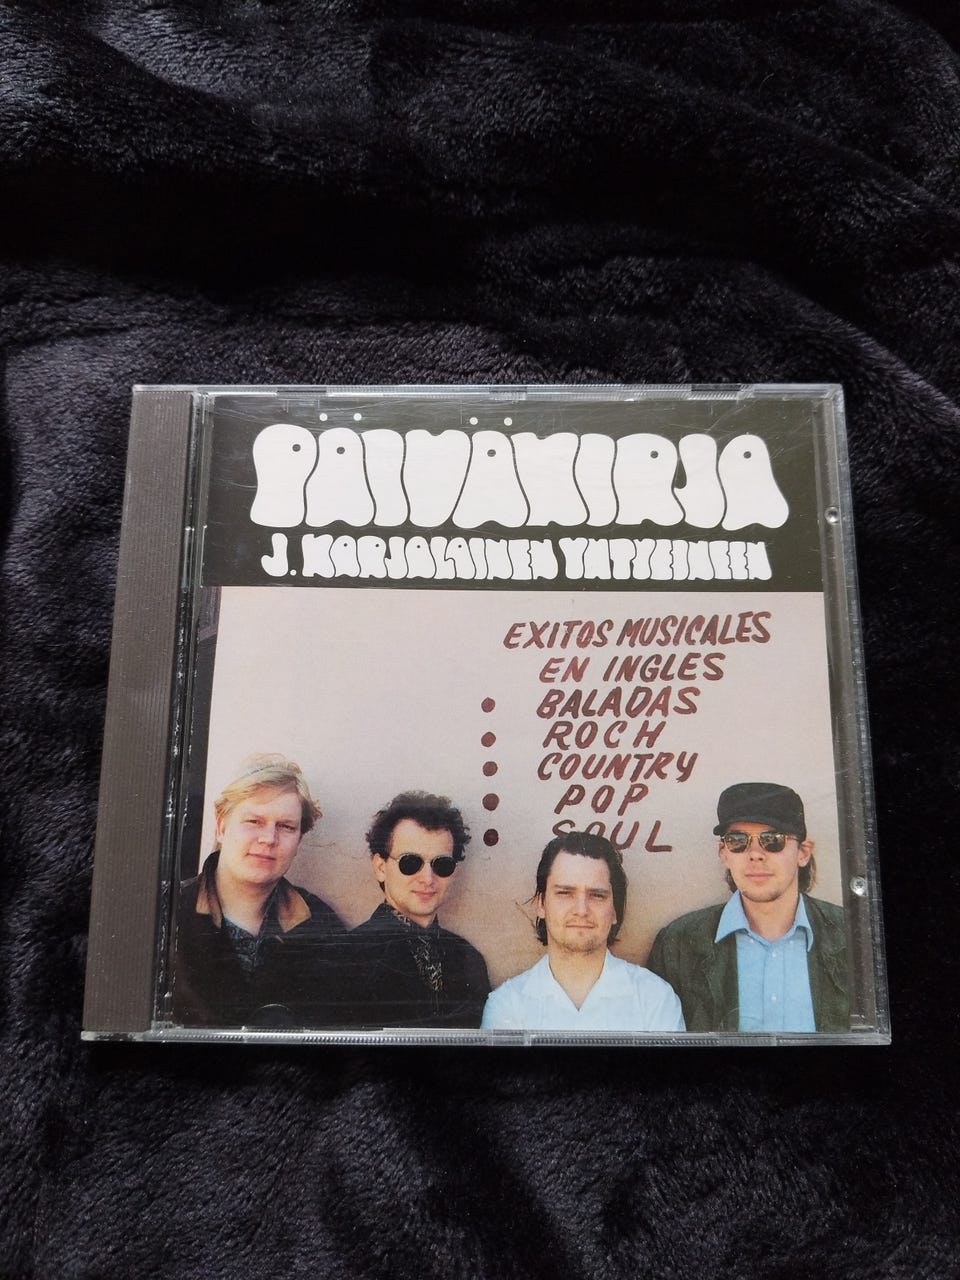 PÄIVÄKIRJA
J. KARJALAINEN YHTYEINEEN
EXITOS MUSICALES
EN INGLES
• BALADAS
• ROCH
• COUNTRY
• POP
• SOUL